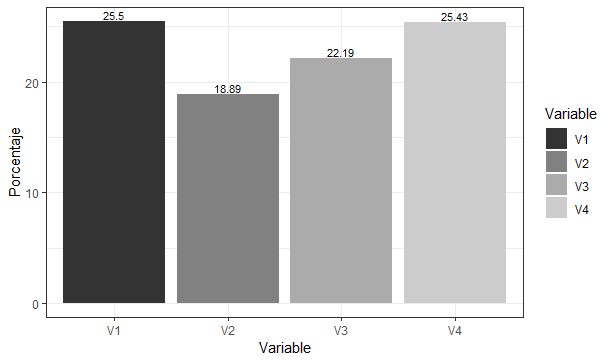 25.5
25.43
22.19
18.89
20
10
0
Porcentaje
V1
V2
V3
V4
Variable
Variable
V1
V2
V3
V4